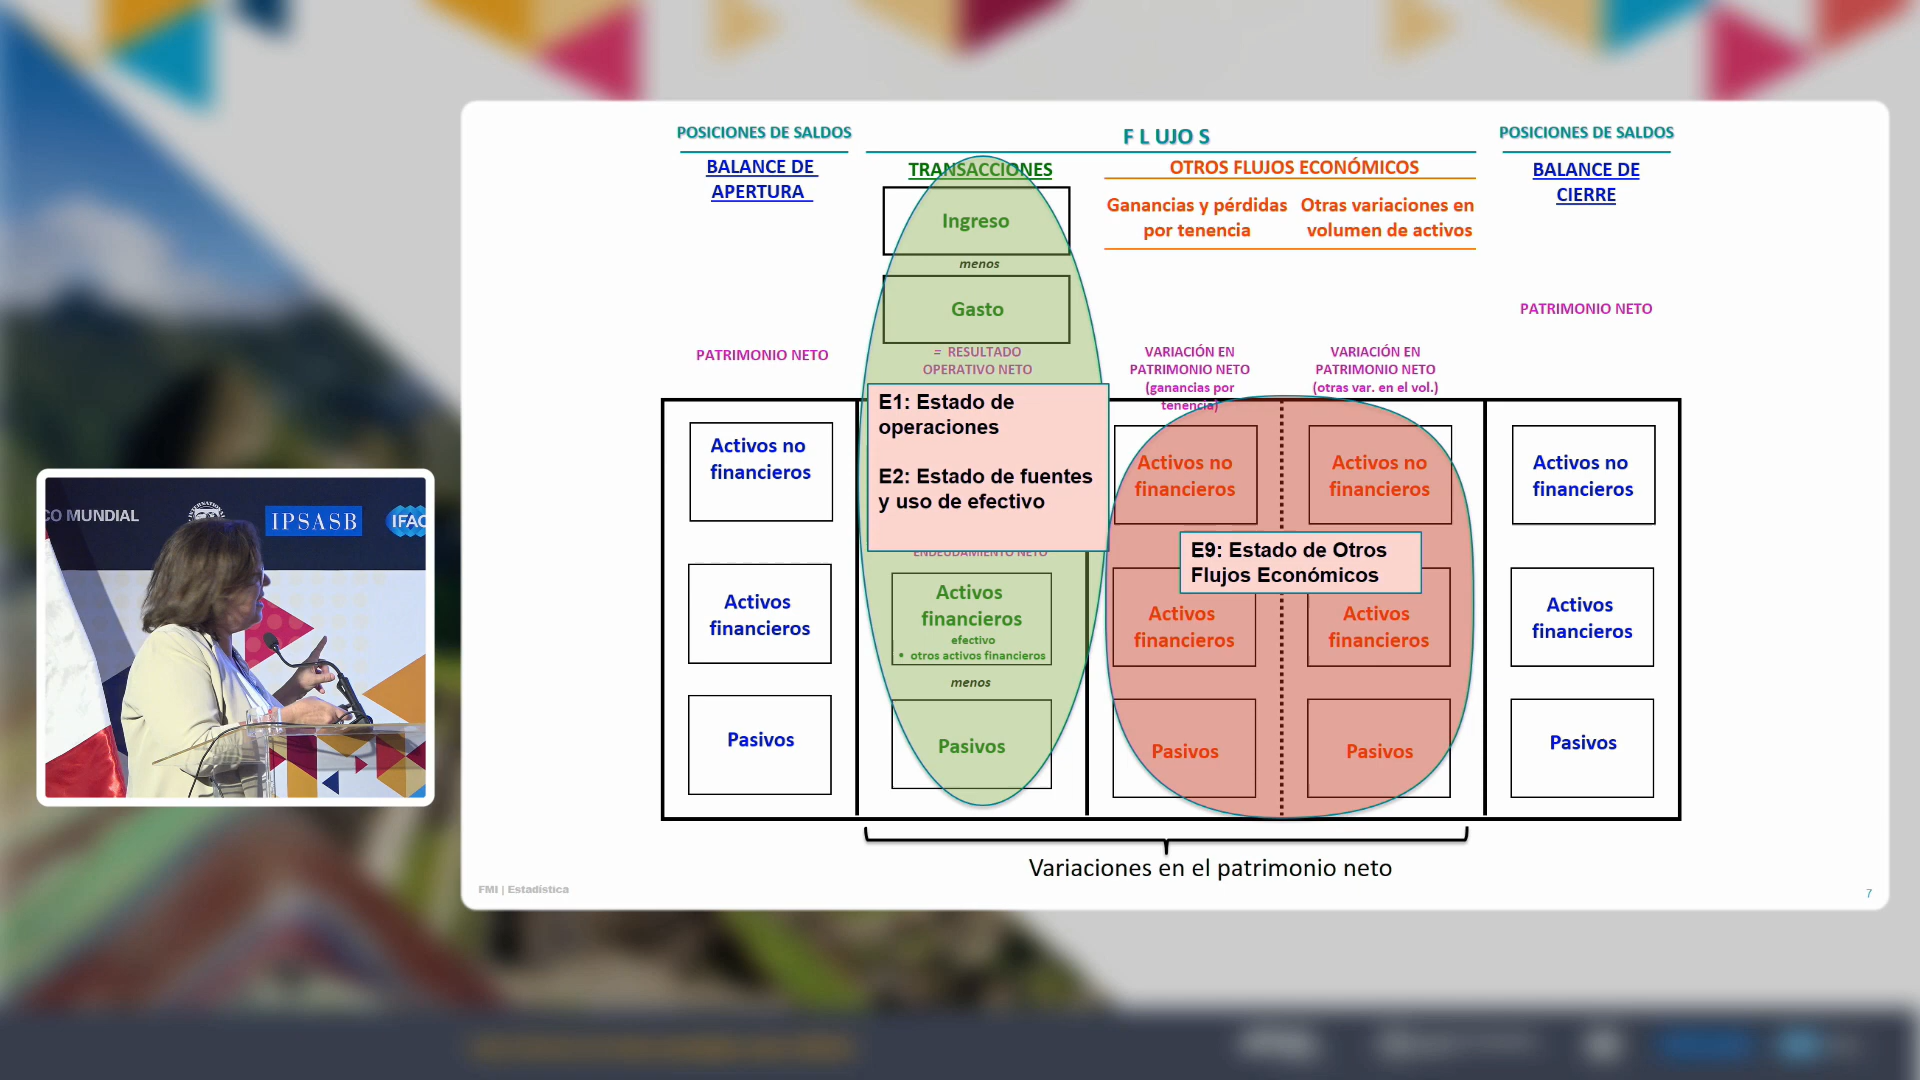 POSICIONES DE SALDOS
BALANCE DE
APERTURA
PATRIMONIO NETO
Activos no
financieros
Activos
financieros
Pasivos
F L UJO S
TRANSACCIONES
Ingreso
menos
Gasto
= RESULTADO
OPERATIVO NETO
E1: Estado de
operaciones
E2: Estado de fuentes
y uso de efectivo
ENDEUDAMIENTO NETO
Activos
financieros
efectivo
• otros activos financieros
menos
Pasivos
OTROS FLUJOS ECONÓMICOS
Ganancias y pérdidas
por tenencia
VARIACIÓN EN
PATRIMONIO NETO
(ganancias por
tenencia)
Activos no
financieros
Activos
financieros
Pasivos
Otras variaciones en
volumen de activos
VARIACIÓN EN
PATRIMONIO NETO
(otras var. en el vol.)
Activos no
financieros
E9: Estado de Otros
Flujos Económicos
Activos
financieros
Pasivos
POSICIONES DE SALDOS
BALANCE DE
CIERRE
PATRIMONIO NETO
Activos no
financieros
Activos
financieros
Pasivos
Variaciones en el patrimonio neto
FMI | Estadística
7
CO MUNDIAL
IPSASB
IFAC